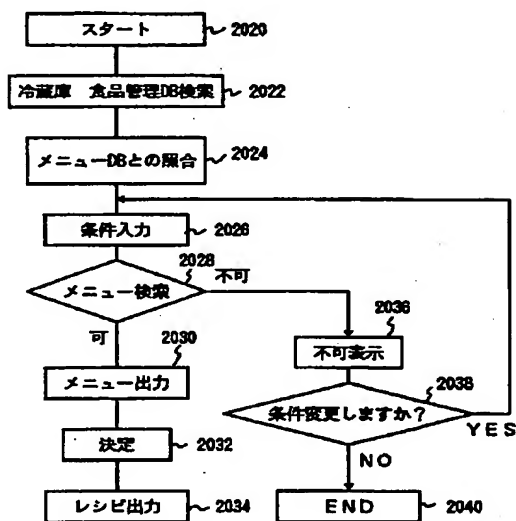 スタート
2020
冷蔵庫 食品管理DB検索
2022
メニューDBとの照合
2024
条件入力
2026
メニュー検索
2028
不可
可
メニュー出力
2030
決定
2032
レシピ出力
2034
不可表示
2036
条件変更しますか?
2038
YES
NO
END
2040